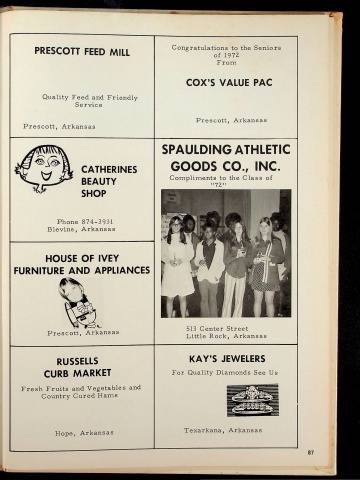 PRESCOTT FEED MILL
Quality Feed and Friendly
Service
Prescott, Arkansas
Congratulations to the Seniors
of 1972
From
COX'S VALUE PAC
Prescott, Arkansas
CATHERINES
BEAUTY
SHOP
Phone 874-3931
Blevins, Arkansas
SPAULDING ATHLETIC
GOODS CO., INC.
Compliments to the Class of
"72"
513 Center Street
Little Rock, Arkansas
HOUSE OF IVEY
FURNITURE AND APPLIANCES
Prescott, Arkansas
RUSSELLS
CURB MARKET
Fresh Fruits and Vegetables and
Country Cured Hams
Hope, Arkansas
KAY'S JEWELERS
For Quality Diamonds See Us
Texarkana, Arkansas
87